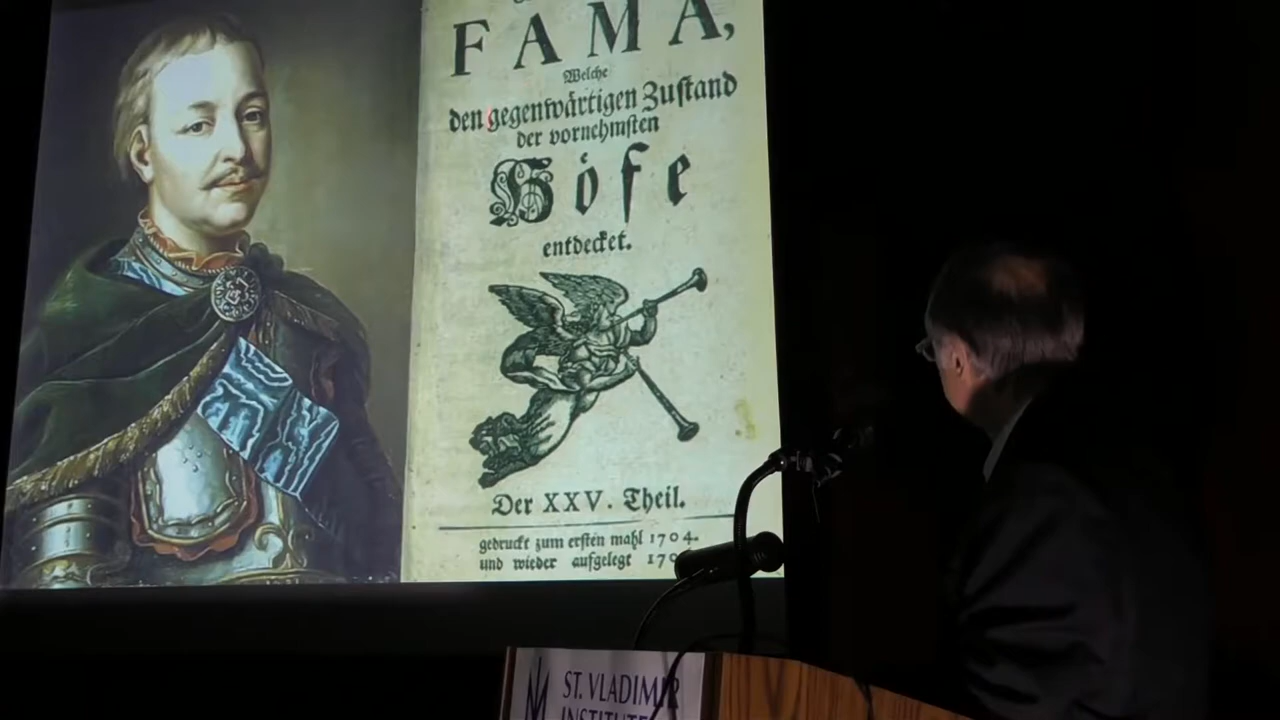 FAMA,
Welche
den gegenwärtigen Zustand
der vornehmsten
Höfe
entdecket.
Der XXV. Theil.
gedruckt zum ersten mahl 1704.
und wieder aufgelegt
ST. VLADIMIR
INSTITUTE